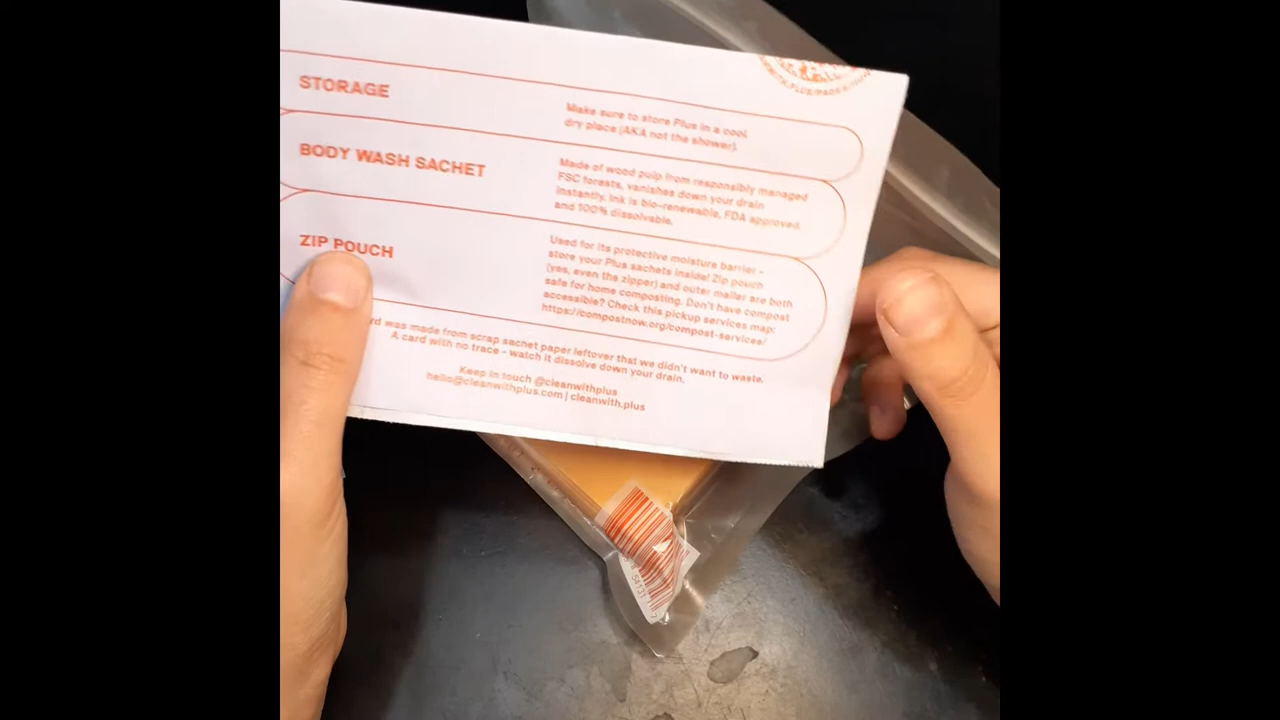 STORAGE
Make sure to store Plus in a cool,
dry place (AKA not the shower).
BODY WASH SACHET
Made of wood pulp from responsibly managed
FSC forests, vanishes down your drain
instantly. Ink is bio-renewable, FDA approved,
and 100% dissolvable.
ZIP POUCH
Used for its protective moisture barrier -
store your Plus sachets inside! Zip pouch
(yes, even the zipper) and outer mailer are both
safe for home composting. Don't have compost
accessible? Check this pickup services map:
https://compostnow.org/compost-services/
rd was made from scrap sachet paper leftover that we didn't want to waste.
A card with no trace - watch it dissolve down your drain.
Keep in touch @cleanwithplus
hello@cleanwithplus.com | cleanwith.plus
54131